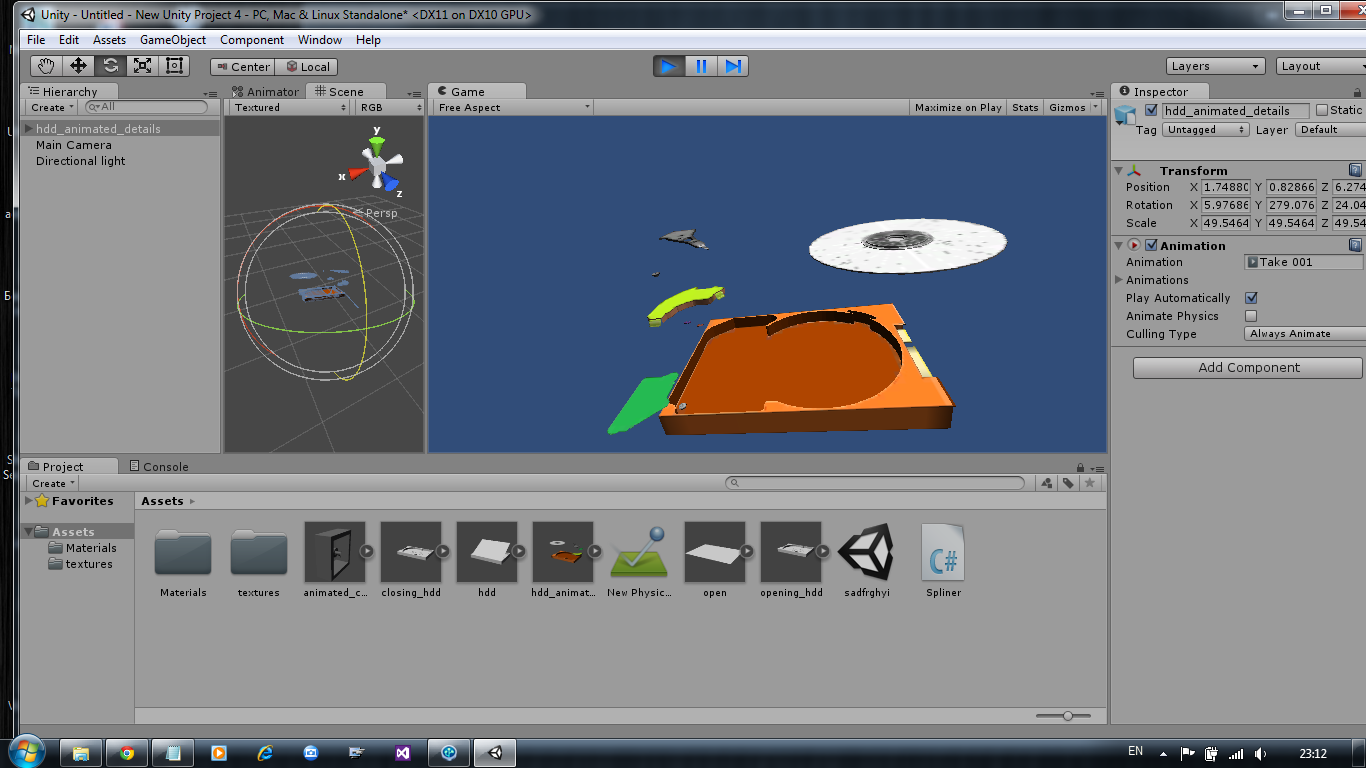 Unity - Untitled - New Unity Project 4 - PC, Mac & Linux Standalone* <DX11 on DX10 GPU>
File Edit Assets GameObject Component Window Help
Center Local Layers Layout
Hierarchy
Create All
hdd_animated_details
Main Camera
Directional light
Animator Scene
Textured RGB
y
x
z
Persp
Game
Free Aspect Maximize on Play Stats Gizmos
Inspector
hdd_animated_details Static
Tag Untagged Layer Default
Transform
Position X 1.74880 Y 0.82866 Z 6.274
Rotation X 5.97686 Y 279.076 Z 24.04
Scale X 49.5464 Y 49.5464 Z 49.54
Animation
Animation Take 001
Animations
Play Automatically
Animate Physics
Culling Type Always Animate
Add Component
Project Console
Create
Favorites
Assets
Materials
textures
Assets
Materials textures animated_c... closing_hdd hdd hdd_animat... New Physic... open opening_hdd sadfrghyi Spliner
C#
EN 23:12